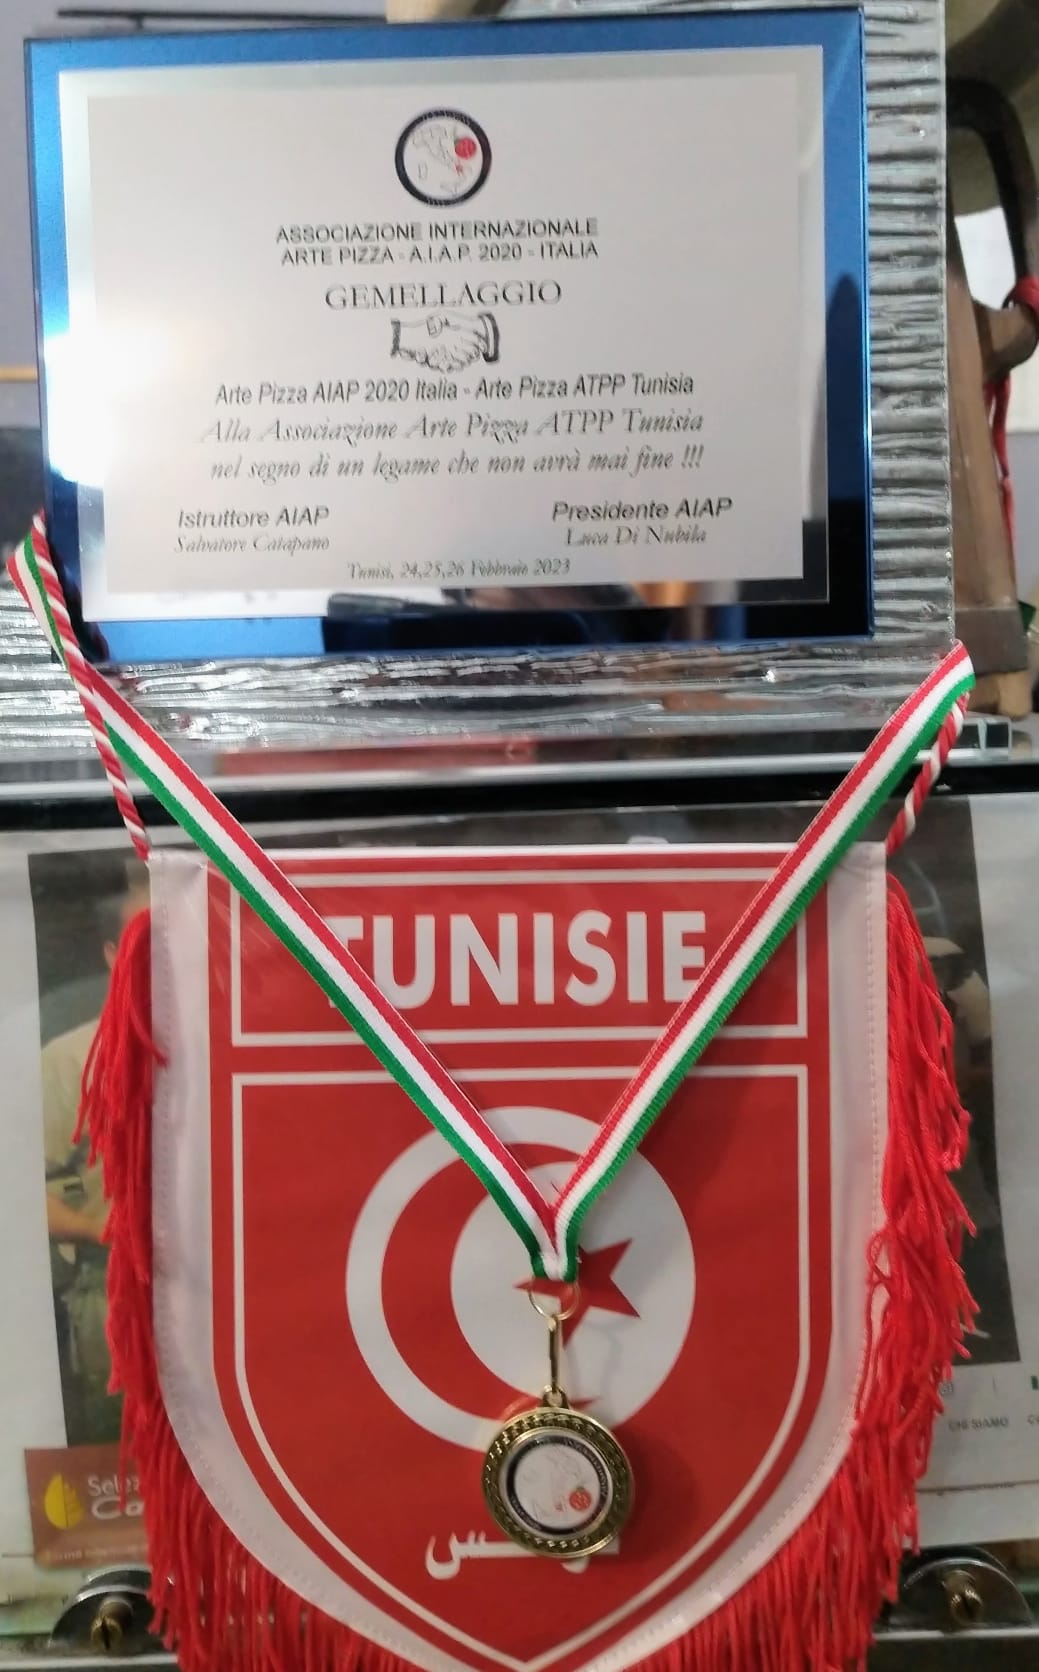 ASSOCIAZIONE INTERNAZIONALE
ARTE PIZZA - A.I.A.P. 2020 - ITALIA
GEMELLAGGIO
Arte Pizza AIAP 2020 Italia - Arte Pizza ATPP Tunisia
Alla Associazione Arte Pizza ATPP Tunisia
nel segno di un legame che non avrà mai fine !!!
Istruttore AIAP
Salvatore Catapano
Presidente AIAP
Luca Di Nubila
Tunisi, 24,25,26 Febbraio 2023
TUNISIE
CHI SIAMO